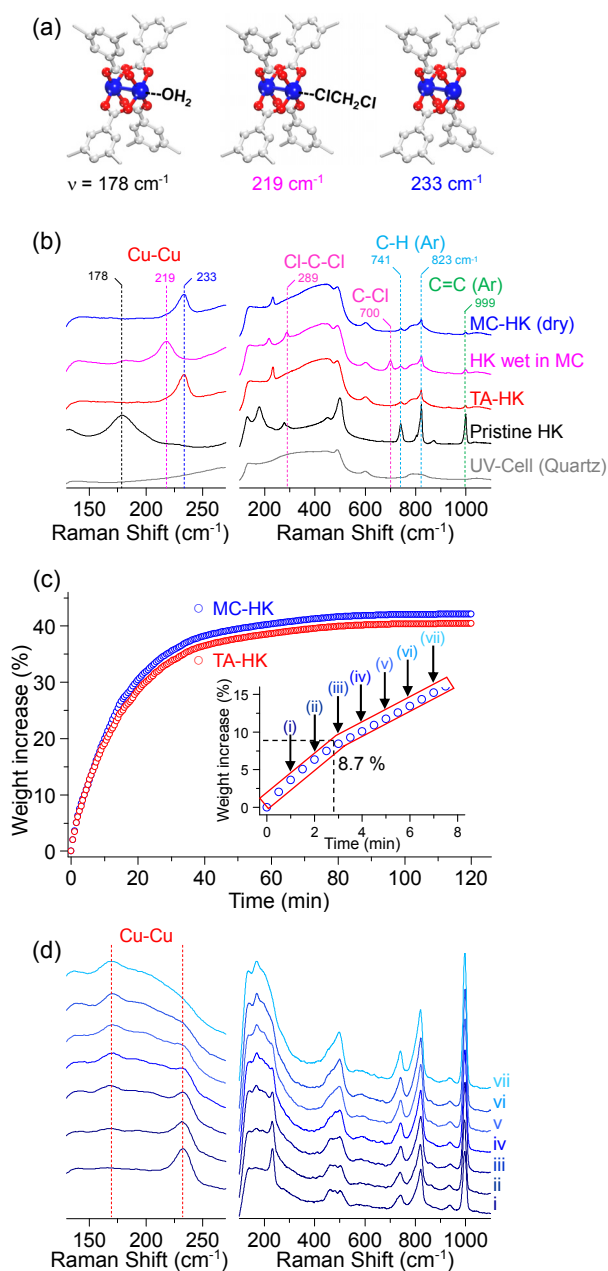 (a)
OH2
ClCH2Cl
ν = 178 cm-1
219 cm-1
233 cm-1
(b)
Cu-Cu
178
219
233
Cl-C-Cl
289
C-Cl
700
C-H (Ar)
741
823 cm-1
C=C (Ar)
999
MC-HK (dry)
HK wet in MC
TA-HK
Pristine HK
UV-Cell (Quartz)
150 200 250
200 400 600 800 1000
Raman Shift (cm-1)
Raman Shift (cm-1)
(c)
MC-HK
TA-HK
Weight increase (%)
40
30
20
10
0
0 20 40 60 80 100 120
Time (min)
Weight increase (%)
15
10
5
0
(i)
(ii)
(iii)
(iv)
(v)
(vi)
(vii)
8.7 %
0 2 4 6 8
Time (min)
(d)
Cu-Cu
vii
vi
v
iv
iii
ii
i
150 200 250
200 400 600 800 1000
Raman Shift (cm-1)
Raman Shift (cm-1)